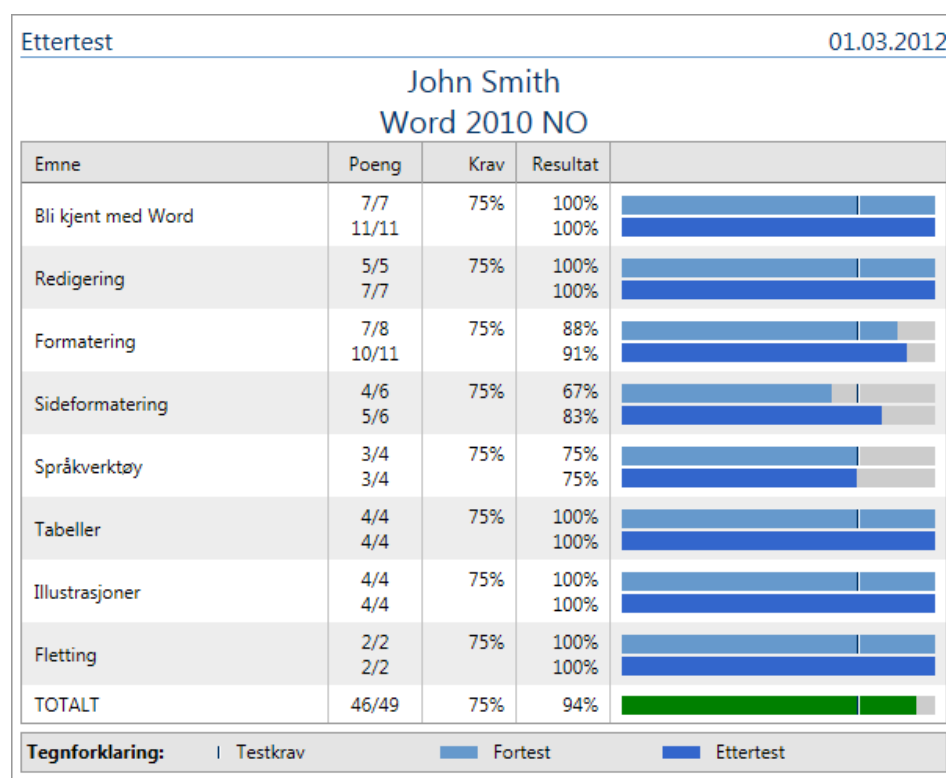 Ettertest 01.03.2012
John Smith
Word 2010 NO
Emne Poeng Krav Resultat
Bli kjent med Word 7/7 75% 100%
11/11 100%
Redigering 5/5 75% 100%
7/7 100%
Formatering 7/8 75% 88%
10/11 91%
Sideformatering 4/6 75% 67%
5/6 83%
Språkverktøy 3/4 75% 75%
3/4 75%
Tabeller 4/4 75% 100%
4/4 100%
Illustrasjoner 4/4 75% 100%
4/4 100%
Fletting 2/2 75% 100%
2/2 100%
TOTALT 46/49 75% 94%
Tegnforklaring: Testkrav Fortest Ettertest